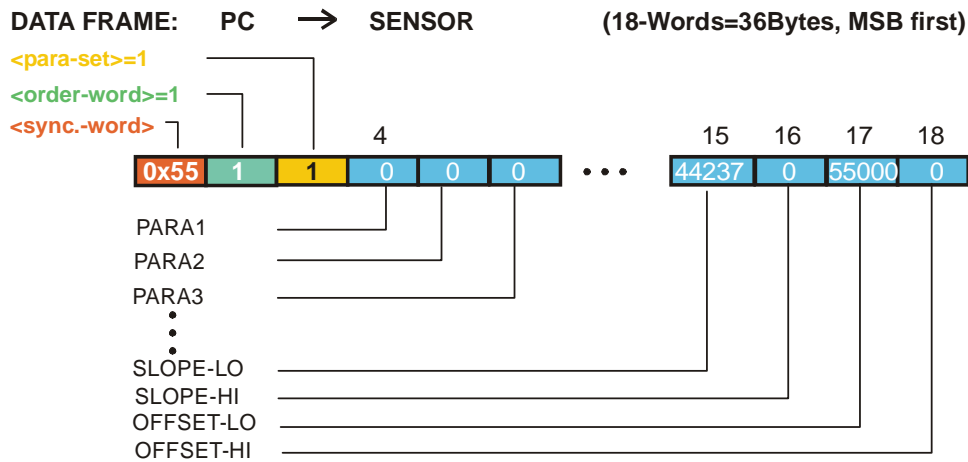 DATA FRAME: PC → SENSOR (18-Words=36Bytes, MSB first)
<para-set>=1
<order-word>=1
<sync.-word>
4 15 16 17 18
0x55 1 1 0 0 0 • • • 44237 0 55000 0
PARA1
PARA2
PARA3
SLOPE-LO
SLOPE-HI
OFFSET-LO
OFFSET-HI